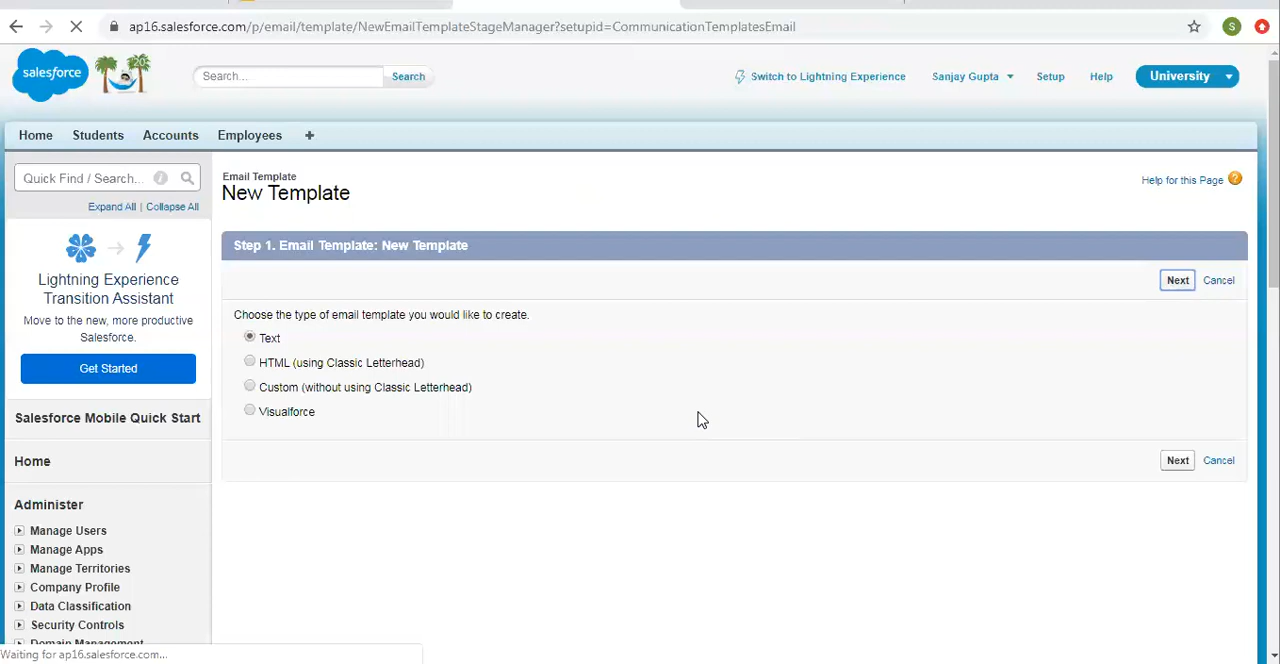 ap16.salesforce.com/p/email/template/NewEmailTemplateStageManager?setupid=CommunicationTemplatesEmail
S
salesforce
Search...
Search
Switch to Lightning Experience
Sanjay Gupta
Setup
Help
University
Home
Students
Accounts
Employees
+
Quick Find / Search...
i
Expand All | Collapse All
Lightning Experience
Transition Assistant
Move to the new, more productive
Salesforce.
Get Started
Salesforce Mobile Quick Start
Home
Administer
Manage Users
Manage Apps
Manage Territories
Company Profile
Data Classification
Security Controls
Domain Management
Email Template
New Template
Help for this Page ?
Step 1. Email Template: New Template
Next Cancel
Choose the type of email template you would like to create.
Text
HTML (using Classic Letterhead)
Custom (without using Classic Letterhead)
Visualforce
Next Cancel
Waiting for ap16.salesforce.com...